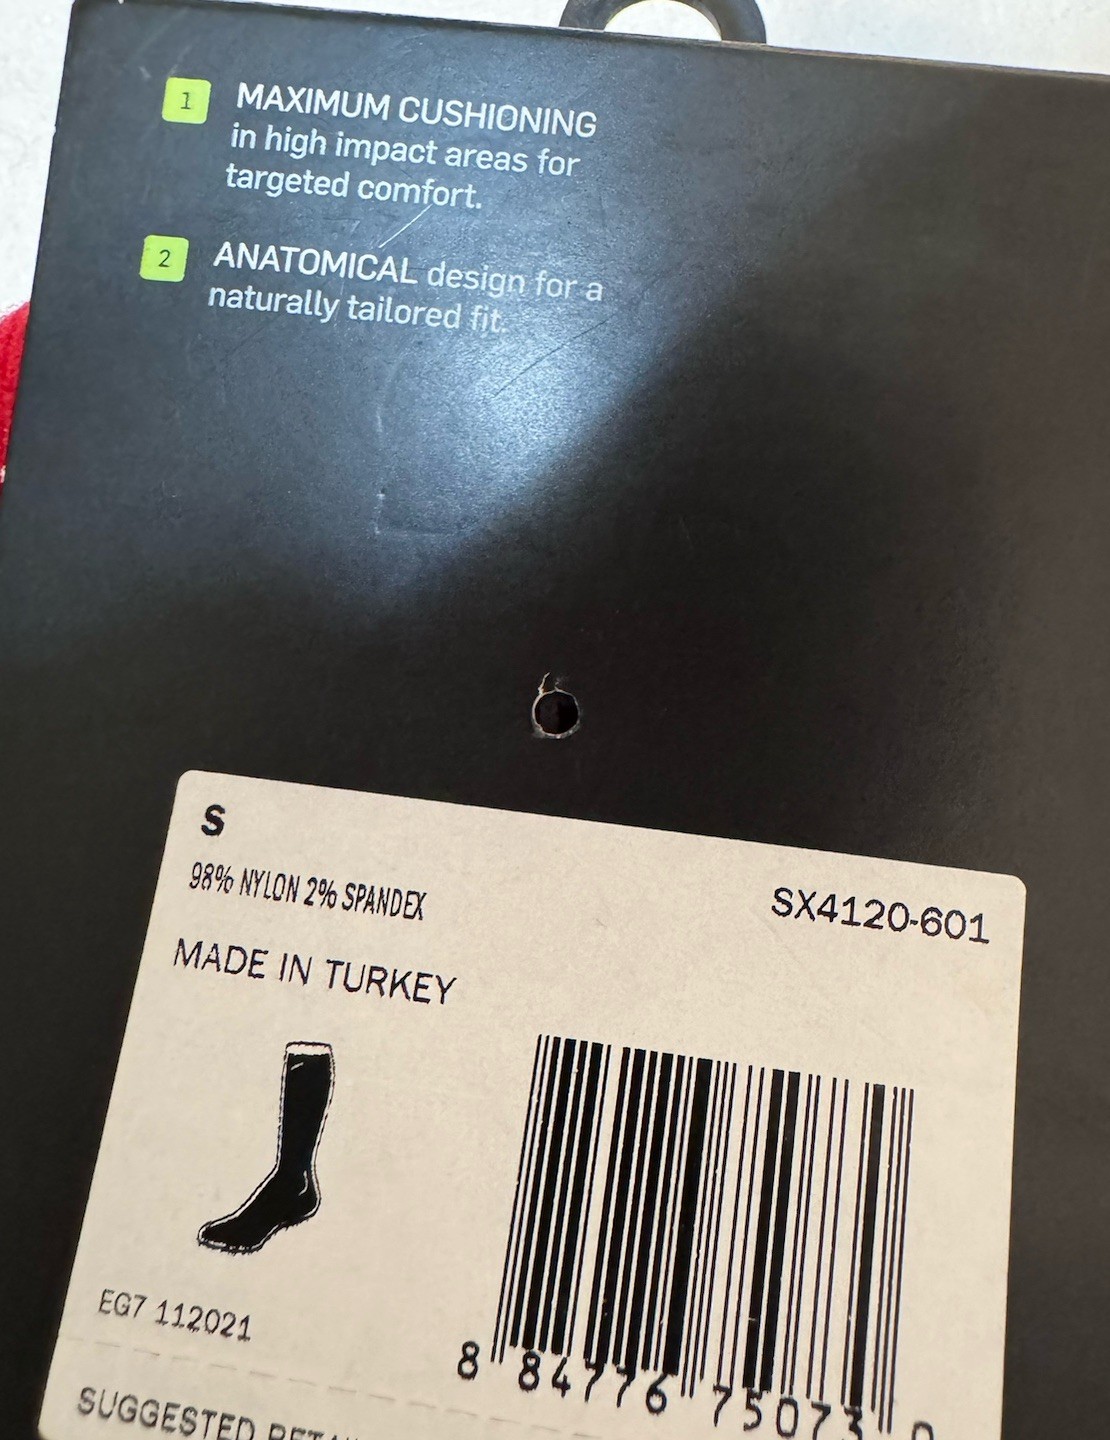 1
MAXIMUM CUSHIONING
in high impact areas for
targeted comfort.
2
ANATOMICAL design for a
naturally tailored fit.
S
98% NYLON 2% SPANDEX
SX4120-601
MADE IN TURKEY
EG7 112021
8 84776 75073 0
SUGGESTED